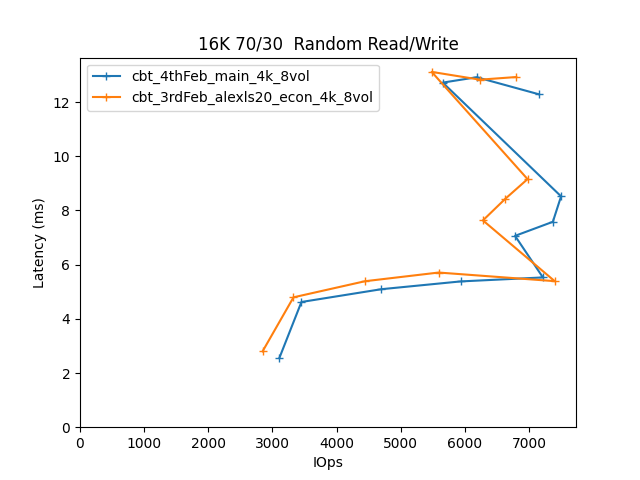 16K 70/30  Random Read/Write
cbt_4thFeb_main_4k_8vol
cbt_3rdFeb_alexls20_econ_4k_8vol
Latency (ms)
12
10
8
6
4
2
0
0 1000 2000 3000 4000 5000 6000 7000
IOps